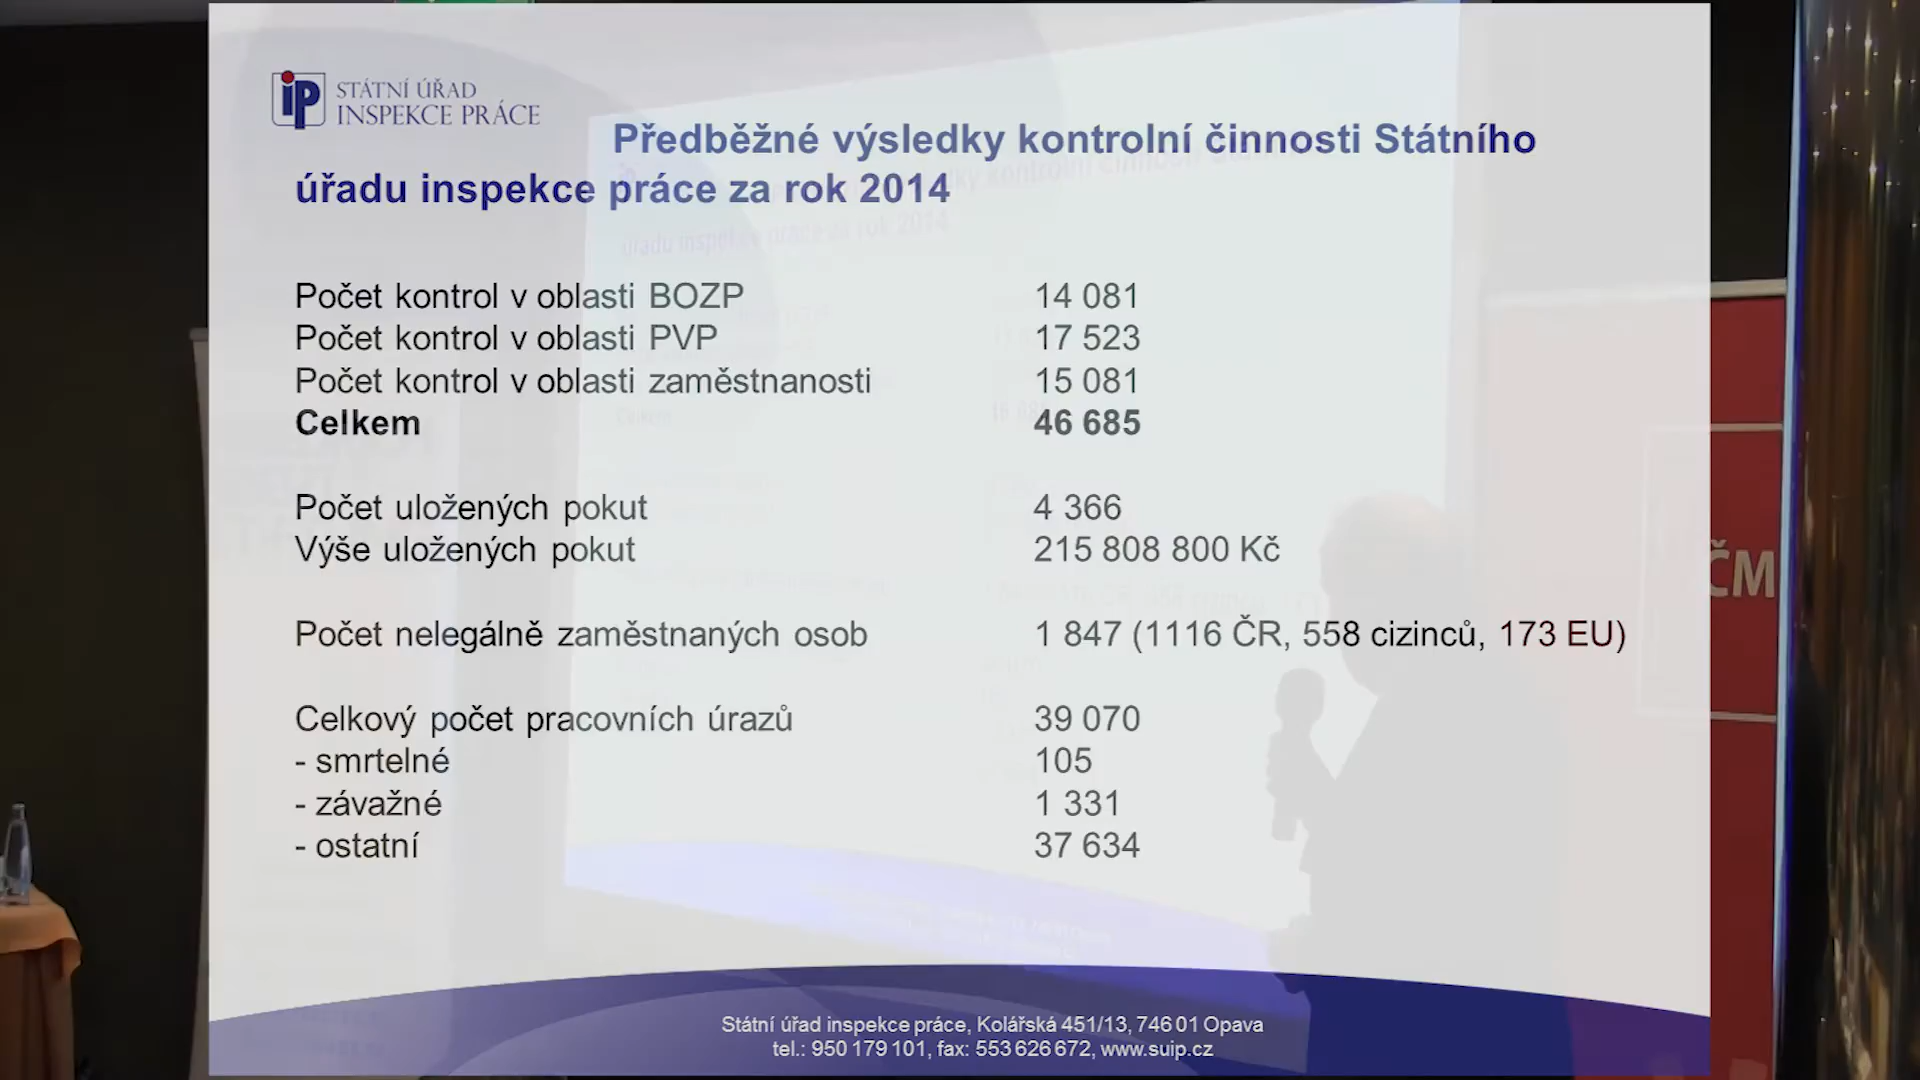 STÁTNÍ ÚŘAD
INSPEKCE PRÁCE
Předběžné výsledky kontrolní činnosti Státního
úřadu inspekce práce za rok 2014
Počet kontrol v oblasti BOZP 14 081
Počet kontrol v oblasti PVP 17 523
Počet kontrol v oblasti zaměstnanosti 15 081
Celkem 46 685
Počet uložených pokut 4 366
Výše uložených pokut 215 808 800 Kč
Počet nelegálně zaměstnaných osob 1 847 (1116 ČR, 558 cizinců, 173 EU)
Celkový počet pracovních úrazů 39 070
- smrtelné 105
- závažné 1 331
- ostatní 37 634
Státní úřad inspekce práce, Kolářská 451/13, 746 01 Opava
tel.: 950 179 101, fax: 553 626 672, www.suip.cz
ČM